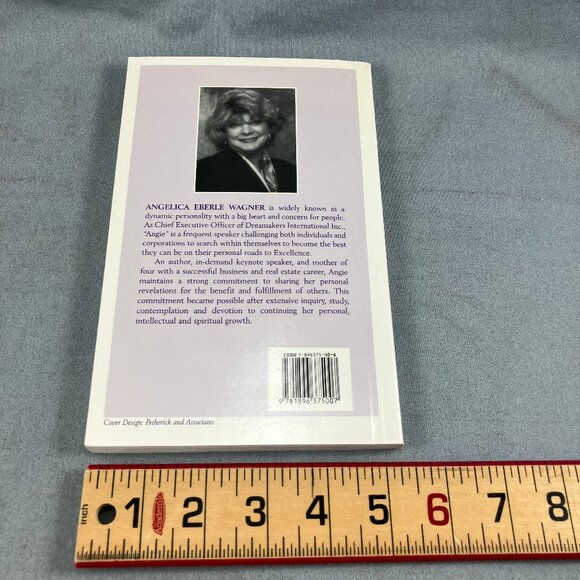 ANGELICA EBERLE WAGNER is widely known as a
dynamic personality with a big heart and concern for people.
As Chief Executive Officer of Dreamakers International Inc.,
"Angie" is a frequent speaker challenging both individuals and
corporations to search within themselves to become the best
they can be on their personal roads to Excellence.
An author, in-demand keynote speaker, and mother of
four with a successful business and real estate career, Angie
maintains a strong commitment to sharing her personal
revelations for the benefit and fulfillment of others. This
commitment became possible after extensive inquiry, study,
contemplation and devotion to continuing her personal,
intellectual and spiritual growth.
ISBN 1-896375-00-6
9 781896 375007
Cover Design. Petherick and Associates
inch 1 Academic 2 3 4 5 6 7 8